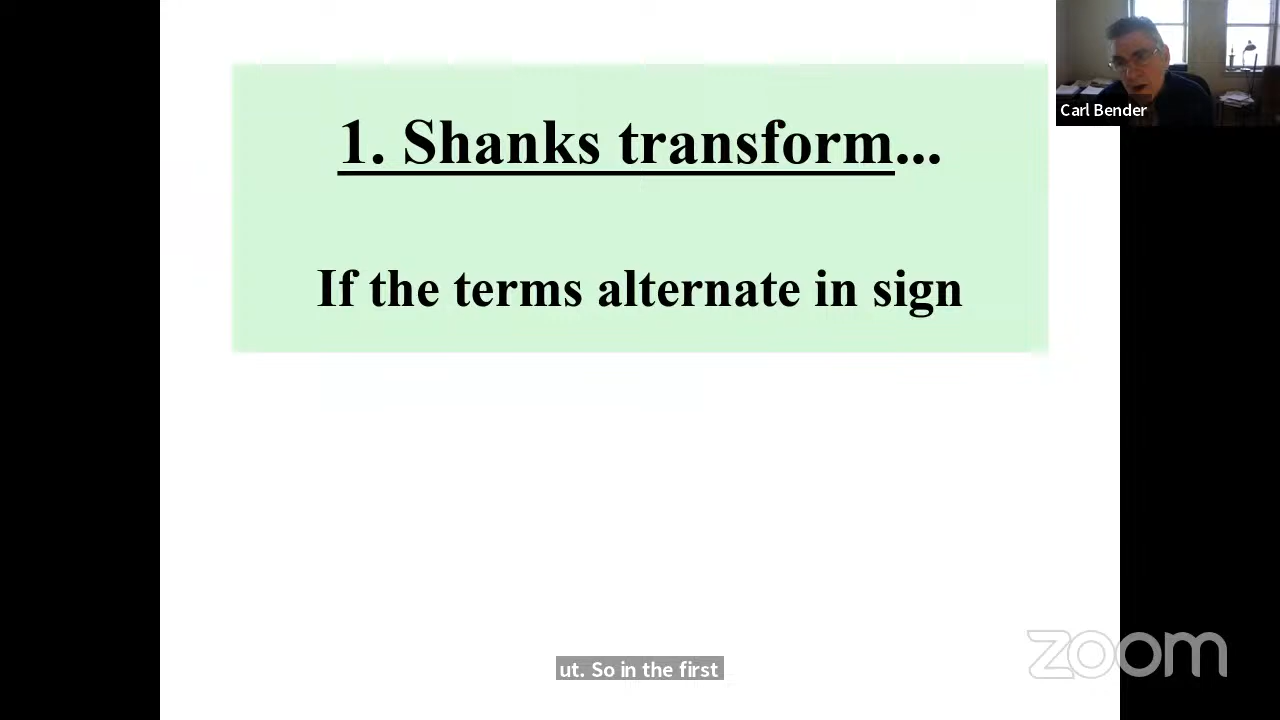 Carl Bender
1. Shanks transform...
If the terms alternate in sign
zoom
ut. So in the first